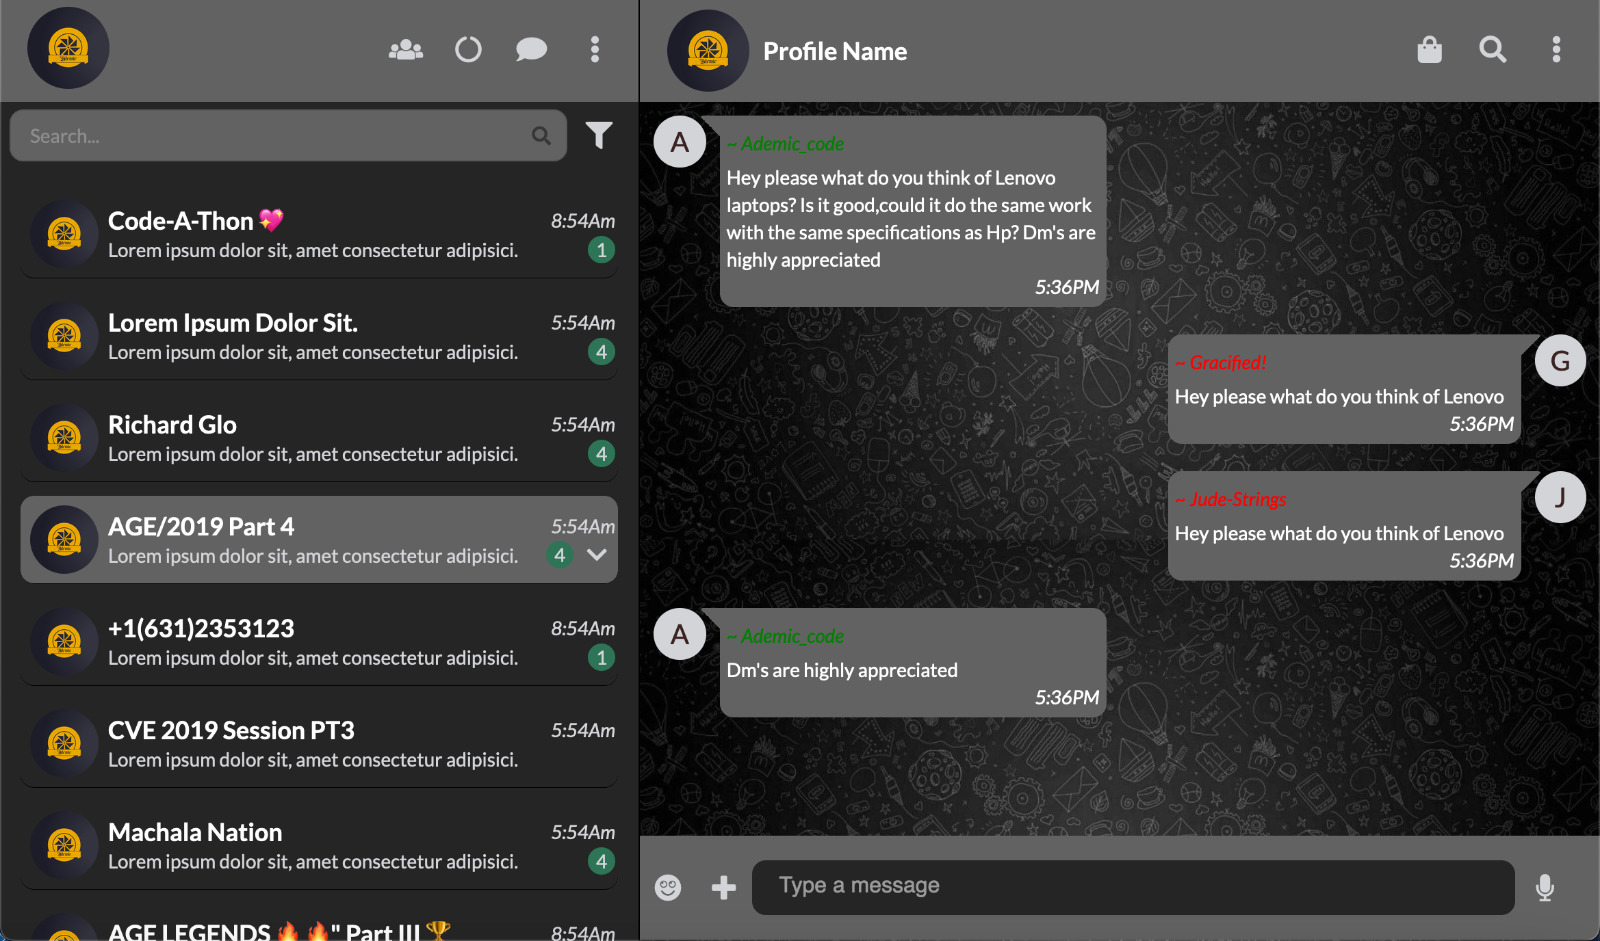 Profile Name
Search...
Code-A-Thon 💖
8:54Am
Lorem ipsum dolor sit, amet consectetur adipisici.
1
Lorem Ipsum Dolor Sit.
5:54Am
Lorem ipsum dolor sit, amet consectetur adipisici.
4
Richard Glo
5:54Am
Lorem ipsum dolor sit, amet consectetur adipisici.
4
AGE/2019 Part 4
5:54Am
Lorem ipsum dolor sit, amet consectetur adipisici.
4
+1(631)2353123
8:54Am
Lorem ipsum dolor sit, amet consectetur adipisici.
1
CVE 2019 Session PT3
5:54Am
Lorem ipsum dolor sit, amet consectetur adipisici.
Machala Nation
5:54Am
Lorem ipsum dolor sit, amet consectetur adipisici.
4
AGE LEGENDS 🔥 🔥" Part III 🏆
8:54Am
A
~ Ademic_code
Hey please what do you think of Lenovo
laptops? Is it good,could it do the same work
with the same specifications as Hp? Dm's are
highly appreciated
5:36PM
~ Gracified!
G
Hey please what do you think of Lenovo
5:36PM
~ Jude-Strings
J
Hey please what do you think of Lenovo
5:36PM
A
~ Ademic_code
Dm's are highly appreciated
5:36PM
Type a message